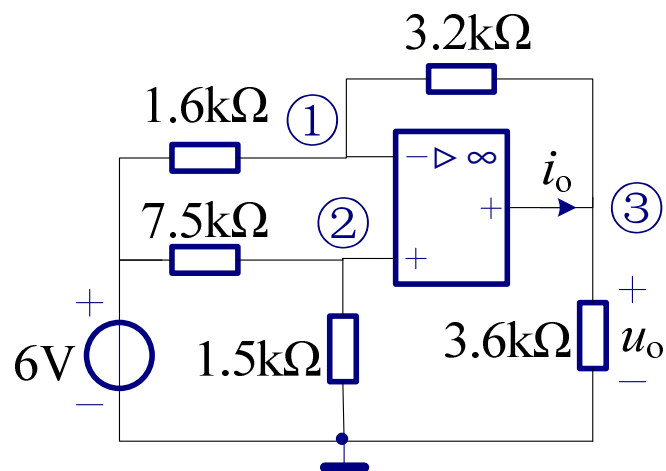 3.2kΩ
1.6kΩ
①
− ▷ ∞
7.5kΩ
②
+
i_o
③
+
+
6V
−
1.5kΩ
3.6kΩ
+
u_o
−